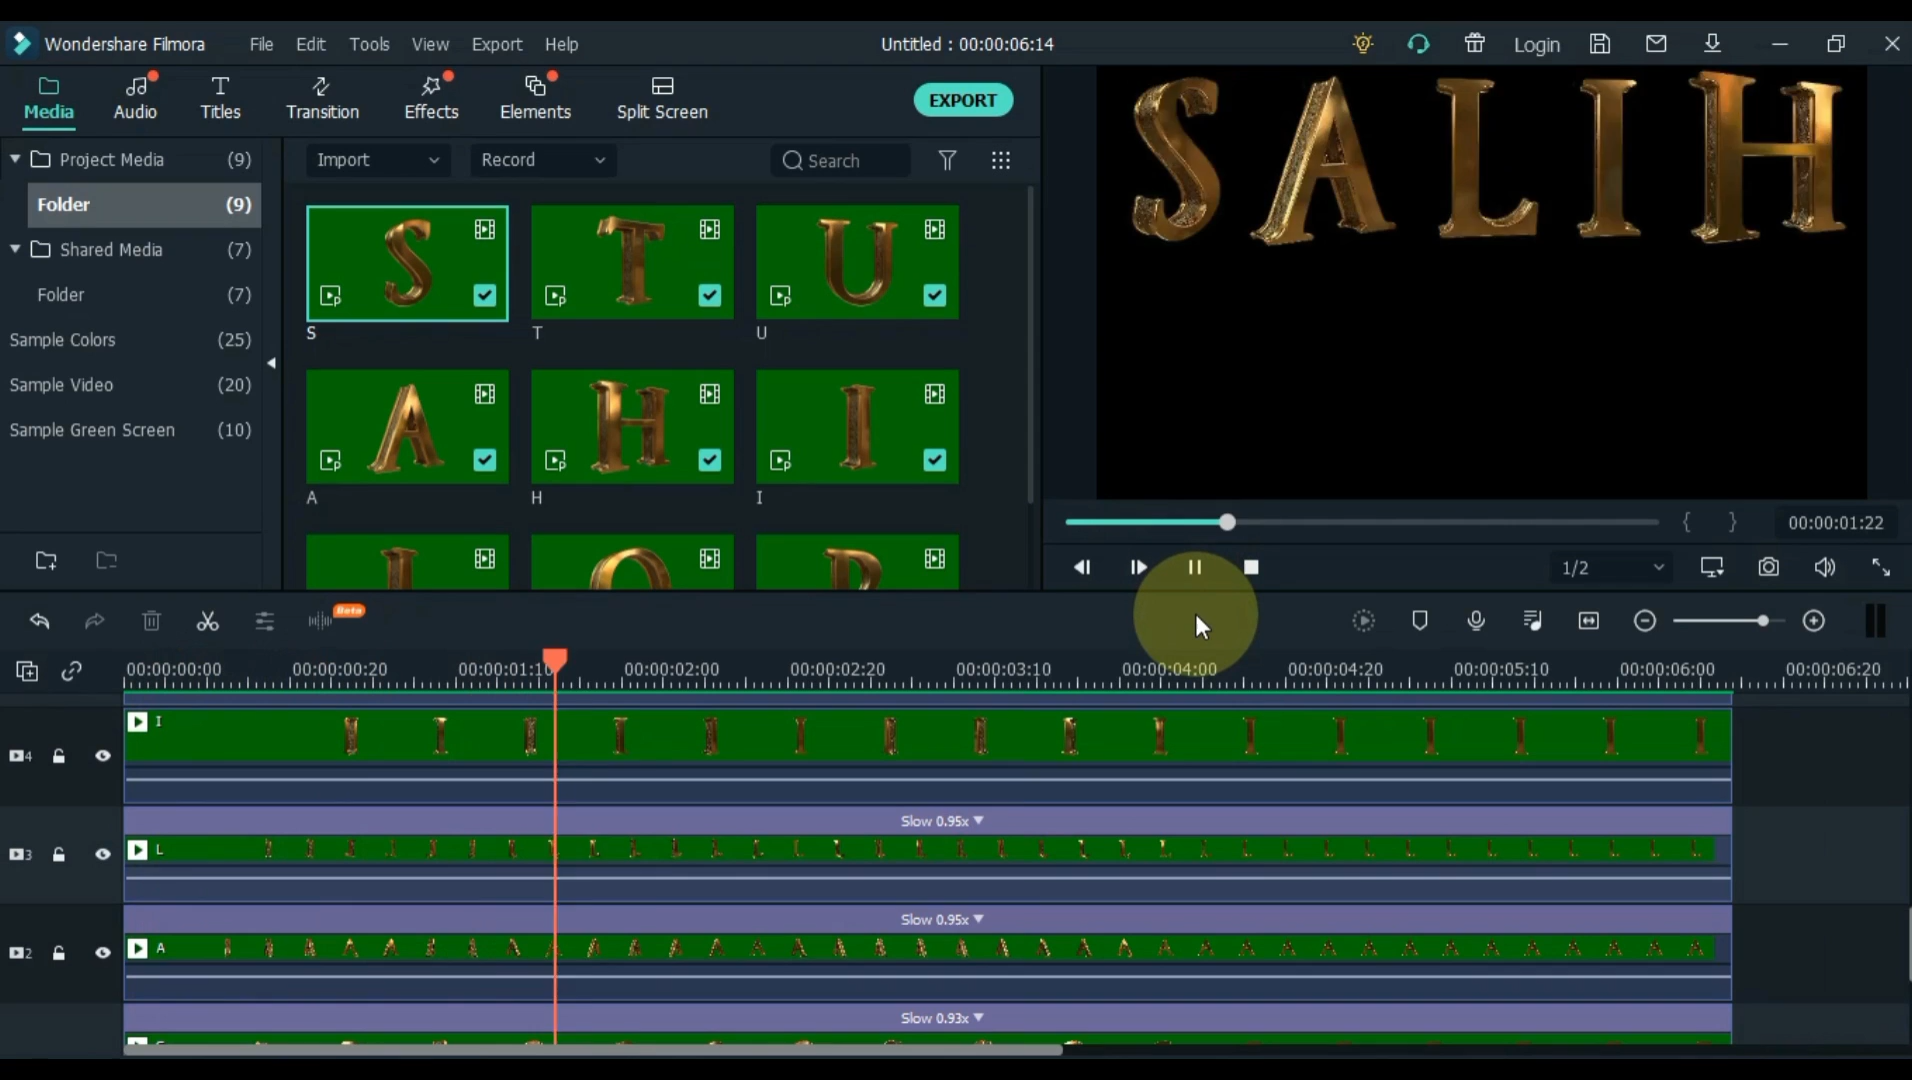 Wondershare Filmora File Edit Tools View Export Help Untitled : 00:00:06:14 Login
Media Audio Titles Transition Effects Elements Split Screen EXPORT
Project Media (9)
Folder (9)
Shared Media (7)
Folder (7)
Sample Colors (25)
Sample Video (20)
Sample Green Screen (10)
Import Record Search
S T U
S T U
A H I
A H I
SALIH
00:00:01:22
1/2
Beta
00:00:00:00 00:00:00:20 00:00:01:10 00:00:02:00 00:00:02:20 00:00:03:10 00:00:04:00 00:00:04:20 00:00:05:10 00:00:06:00 00:00:06:20
I
4
Slow 0.95x
L
3
Slow 0.95x
A
2
Slow 0.93x